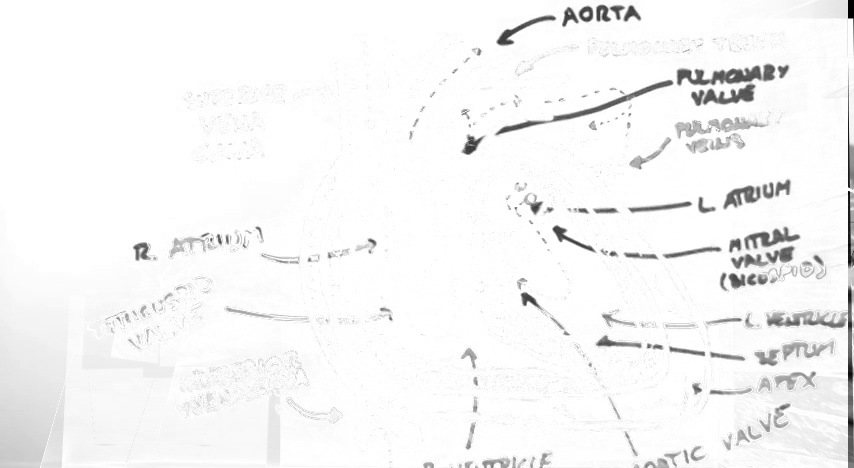 AORTA
PULMONARY TRUNK
PULMONARY
VALVE
SUPERIOR
VENA
CAVA
PULMONARY
VEINS
L. ATRIUM
R. ATRIUM
MITRAL
VALVE
(BICUSPID)
TRICUSPID
VALVE
L. VENTRICLE
SEPTUM
INFERIOR
VENA CAVA
APEX
R. VENTRICLE
AORTIC VALVE